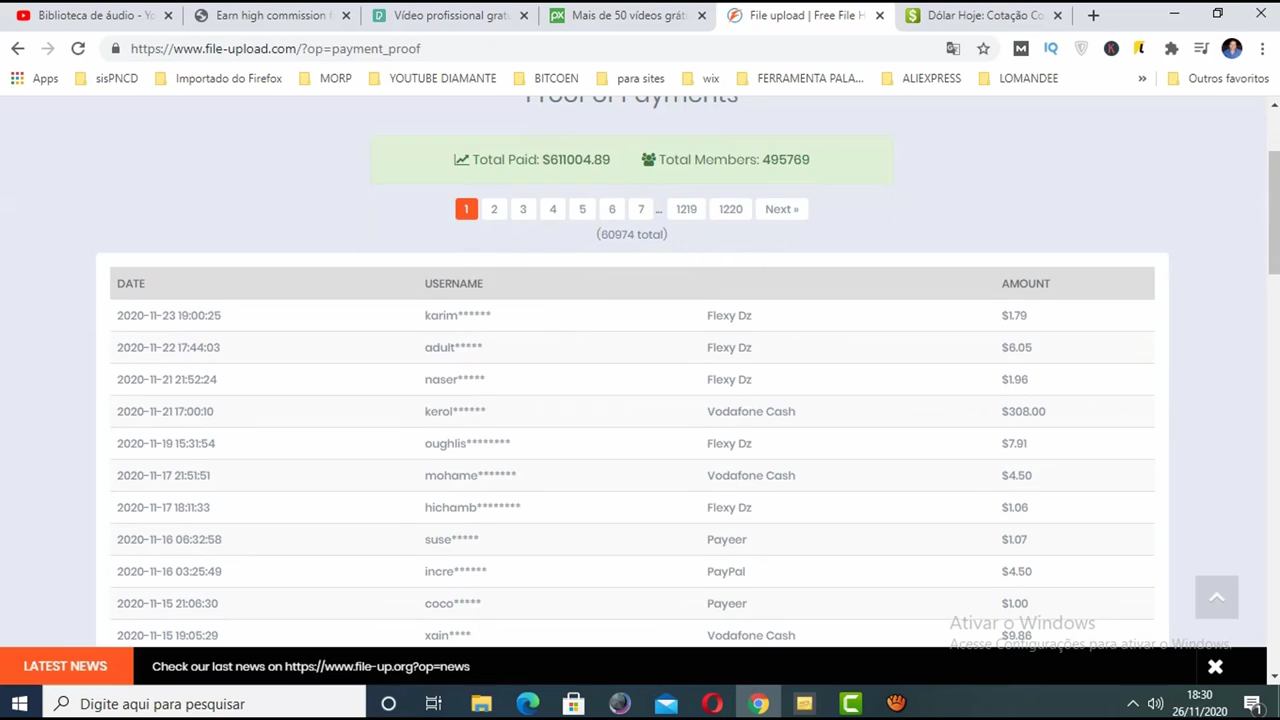 Biblioteca de áudio - Yo
Earn high commission f
Vídeo profissional gratu
Mais de 50 vídeos grát
File upload | Free File H
Dólar Hoje: Cotação Co
https://www.file-upload.com/?op=payment_proof
Apps sisPNCD Importado do Firefox MORP YOUTUBE DIAMANTE BITCOEN para sites wix FERRAMENTA PALA... ALIEXPRESS LOMANDEE » Outros favoritos
Proof of Payments
Total Paid: $611004.89 Total Members: 495769
1 2 3 4 5 6 7 ... 1219 1220 Next »
(60974 total)
DATE USERNAME AMOUNT
2020-11-23 19:00:25 karim****** Flexy Dz $1.79
2020-11-22 17:44:03 adult***** Flexy Dz $6.05
2020-11-21 21:52:24 naser***** Flexy Dz $1.96
2020-11-21 17:00:10 kerol****** Vodafone Cash $308.00
2020-11-19 15:31:54 oughlis******** Flexy Dz $7.91
2020-11-17 21:51:51 mohame******* Vodafone Cash $4.50
2020-11-17 18:11:33 hichamb******** Flexy Dz $1.06
2020-11-16 06:32:58 suse***** Payeer $1.07
2020-11-16 03:25:49 incre****** PayPal $4.50
2020-11-15 21:06:30 coco***** Payeer $1.00
Ativar o Windows
2020-11-15 19:05:29 xain**** Vodafone Cash $9.86
Acesse Configurações para ativar o Windows.
LATEST NEWS Check our last news on https://www.file-up.org?op=news
Digite aqui para pesquisar
18:30
26/11/2020